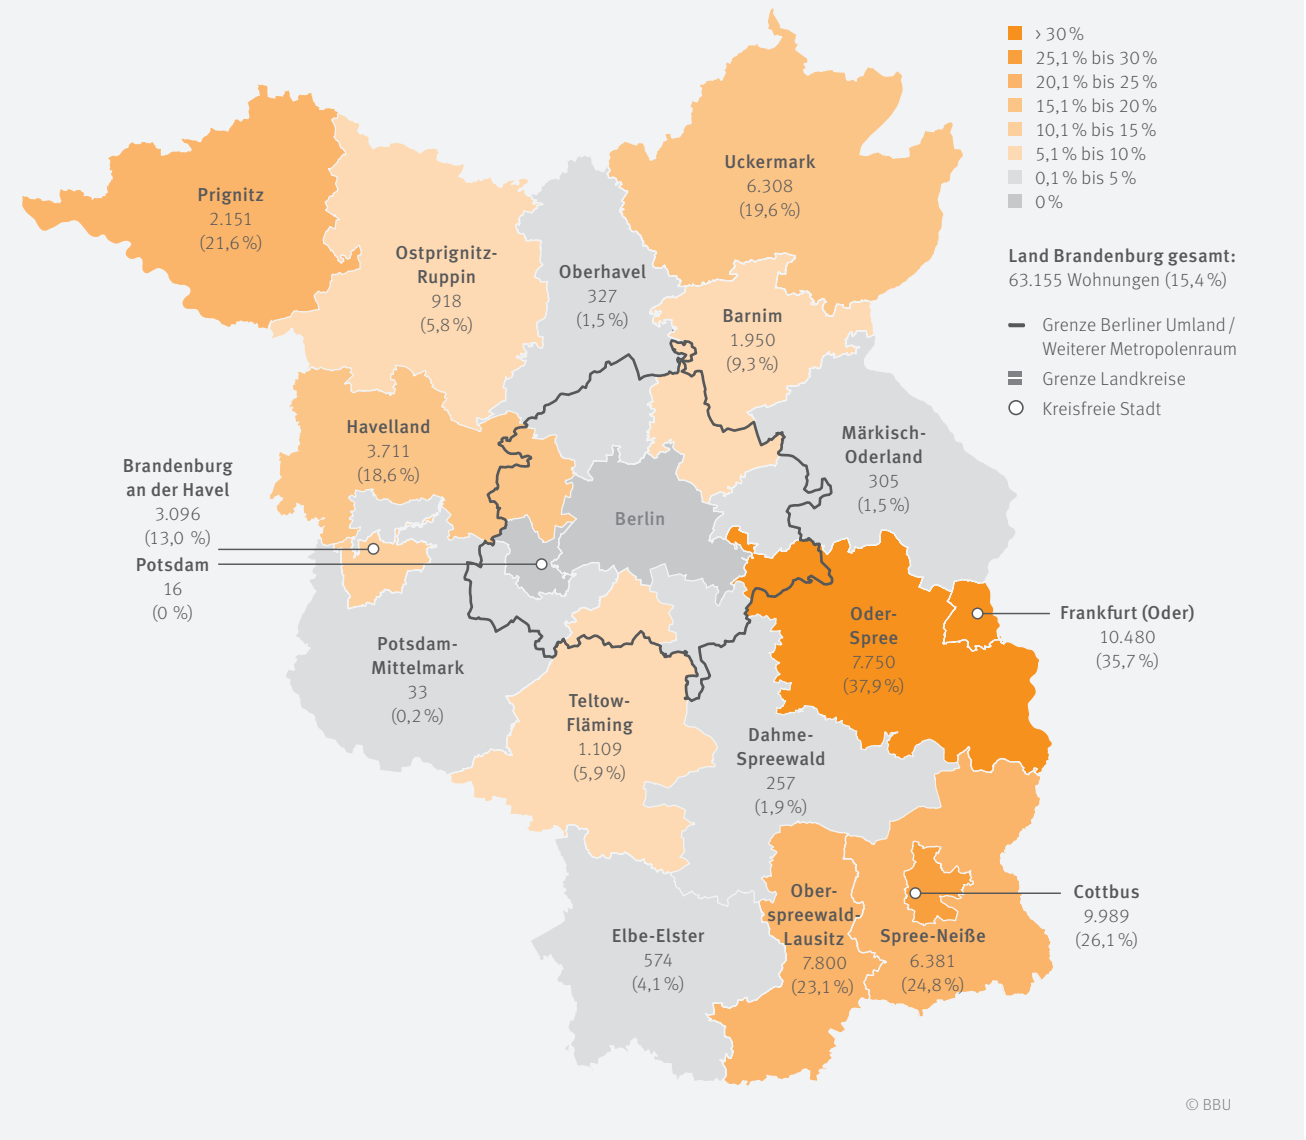 > 30 %
25,1 % bis 30 %
20,1 % bis 25 %
15,1 % bis 20 %
10,1 % bis 15 %
5,1 % bis 10 %
0,1 % bis 5 %
0 %
Land Brandenburg gesamt:
63.155 Wohnungen (15,4 %)
Grenze Berliner Umland /
Weiterer Metropolenraum
Grenze Landkreise
Kreisfreie Stadt
Prignitz
2.151
(21,6 %)
Ostprignitz-
Ruppin
918
(5,8 %)
Oberhavel
327
(1,5 %)
Uckermark
6.308
(19,6 %)
Barnim
1.950
(9,3 %)
Havelland
3.711
(18,6 %)
Märkisch-
Oderland
305
(1,5 %)
Brandenburg
an der Havel
3.096
(13,0 %)
Potsdam
16
(0 %)
Berlin
Potsdam-
Mittelmark
33
(0,2 %)
Oder-
Spree
7.750
(37,9 %)
Frankfurt (Oder)
10.480
(35,7 %)
Teltow-
Fläming
1.109
(5,9 %)
Dahme-
Spreewald
257
(1,9 %)
Elbe-Elster
574
(4,1 %)
Ober-
spreewald-
Lausitz
7.800
(23,1 %)
Spree-Neiße
6.381
(24,8 %)
Cottbus
9.989
(26,1 %)
© BBU